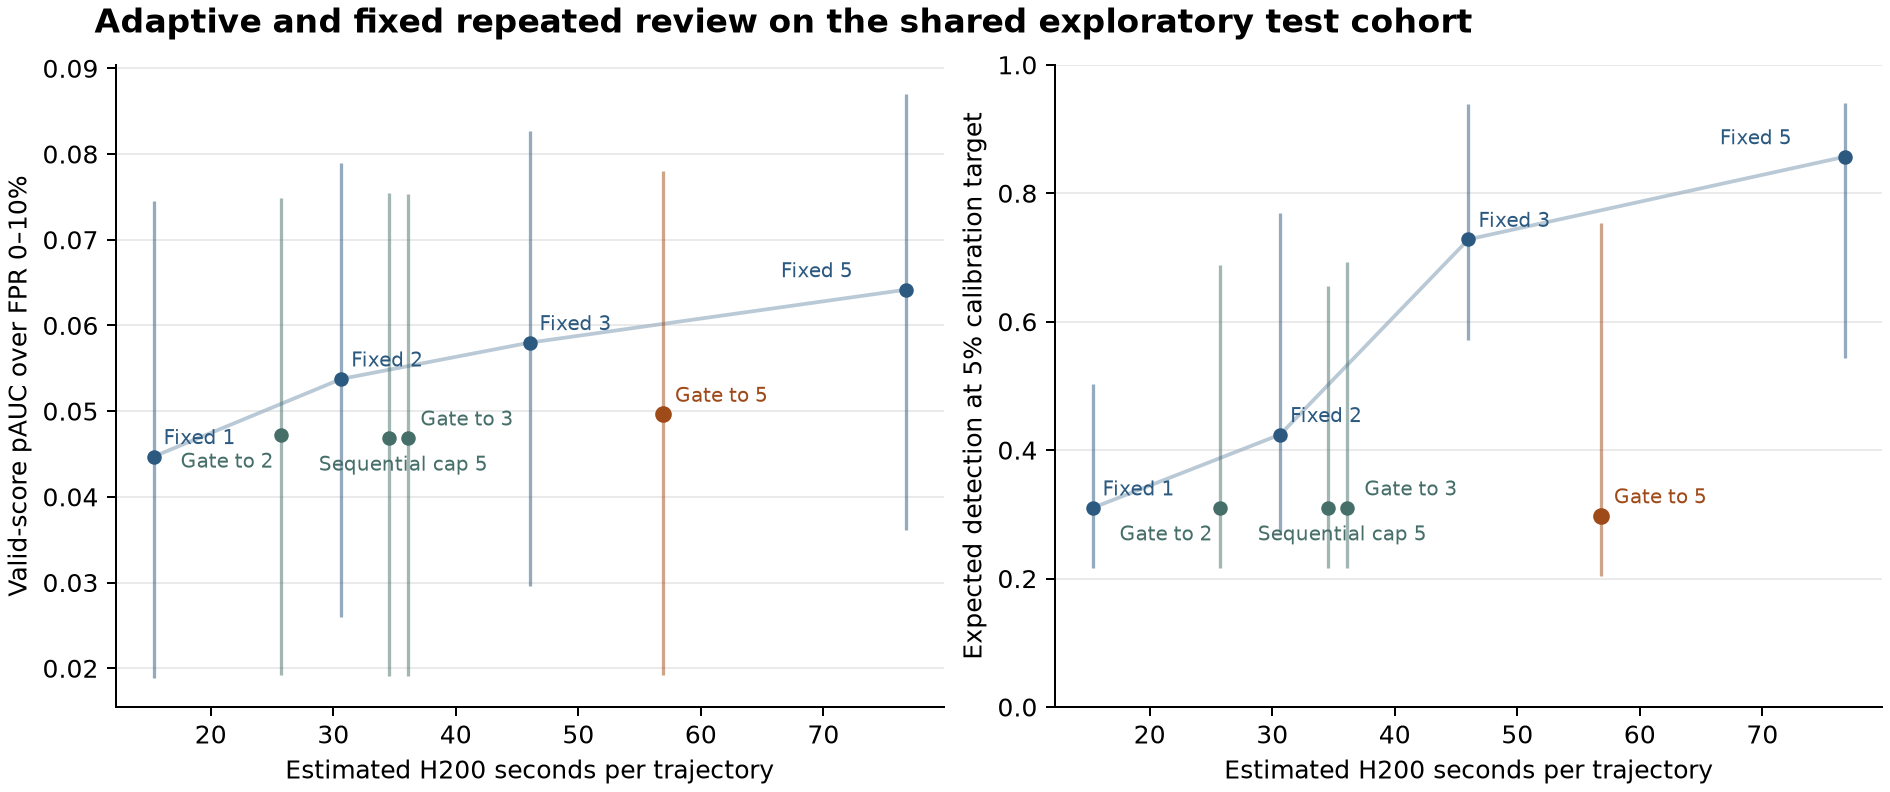 Adaptive and fixed repeated review on the shared exploratory test cohort
Valid-score pAUC over FPR 0–10%
0.09
0.08
0.07
0.06
0.05
0.04
0.03
0.02
Fixed 1
Gate to 2
Fixed 2
Sequential cap 5
Gate to 3
Fixed 3
Gate to 5
Fixed 5
20
30
40
50
60
70
Estimated H200 seconds per trajectory
Expected detection at 5% calibration target
1.0
0.8
0.6
0.4
0.2
0.0
Fixed 1
Gate to 2
Fixed 2
Sequential cap 5
Gate to 3
Fixed 3
Gate to 5
Fixed 5
20
30
40
50
60
70
Estimated H200 seconds per trajectory